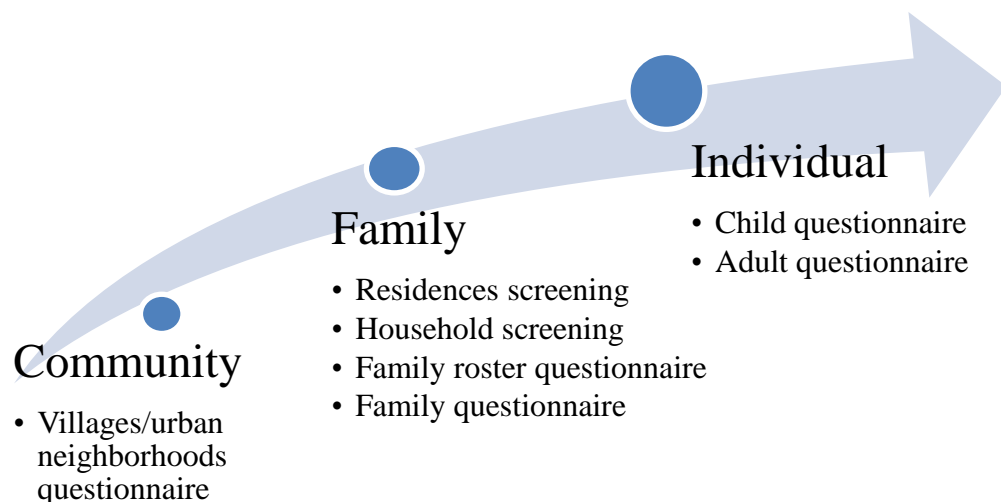 Community
• Villages/urban
neighborhoods
questionnaire
Family
• Residences screening
• Household screening
• Family roster questionnaire
• Family questionnaire
Individual
• Child questionnaire
• Adult questionnaire